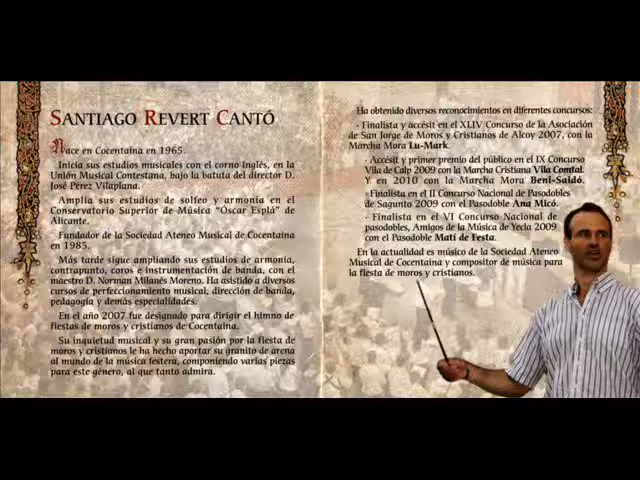 SANTIAGO REVERT CANTÓ
Nace en Cocentaina en 1965.
Inicia sus estudios musicales con el corno inglés, en la
Unión Musical Contestana, bajo la batuta del director D.
José Pérez Vilaplana.
Amplia sus estudios de solfeo y armonia en el
Conservatorio Superior de Música "Óscar Esplá" de
Alicante.
Fundador de la Sociedad Ateneo Musical de Cocentaina
en 1985.
Más tarde sigue ampliando sus estudios de armonía,
contrapunto, coros e instrumentación de banda, con el
maestro D. Norman Milanés Moreno. Ha asistido a diversos
cursos de perfeccionamiento musical, dirección de banda,
pedagogía y demás especialidades.
En el año 2007 fue designado para dirigir el himno de
fiestas de moros y cristianos de Cocentaina.
Su inquietud musical y su gran pasión por la fiesta de
moros y cristianos le ha hecho aportar su granito de arena
al mundo de la música festera, componiendo varias piezas
para este género, al que tanto admira.
Ha obtenido diversos reconocimientos en diferentes concursos:
- Finalista y accésit en el XLIV Concurso de la Asociación
de San Jorge de Moros y Cristianos de Alcoy 2007, con la
Marcha Mora Lu-Mark.
- Accésit y primer premio del público en el IX Concurso
Vila de Calp 2009 con la Marcha Cristiana Vila Comtal.
Y en 2010 con la Marcha Mora Beni-Saidó.
- Finalista en el II Concurso Nacional de Pasodobles
de Sagunto 2009 con el Pasodoble Ana Micó.
- Finalista en el VI Concurso Nacional de
pasodobles, Amigos de la Música de Yecla 2009
con el Pasodoble Matí de Festa.
En la actualidad es músico de la Sociedad Ateneo
Musical de Cocentaina y compositor de música para
la fiesta de moros y cristianos.